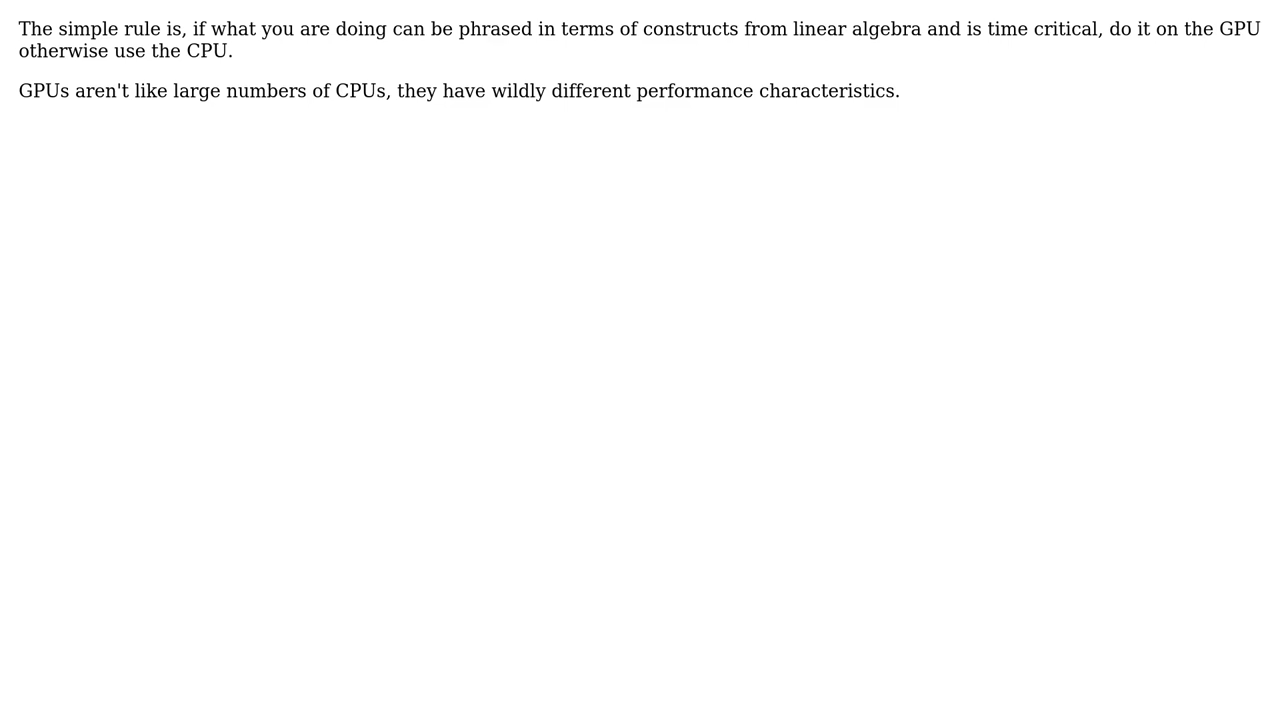 The simple rule is, if what you are doing can be phrased in terms of constructs from linear algebra and is time critical, do it on the GPU
otherwise use the CPU.
GPUs aren't like large numbers of CPUs, they have wildly different performance characteristics.